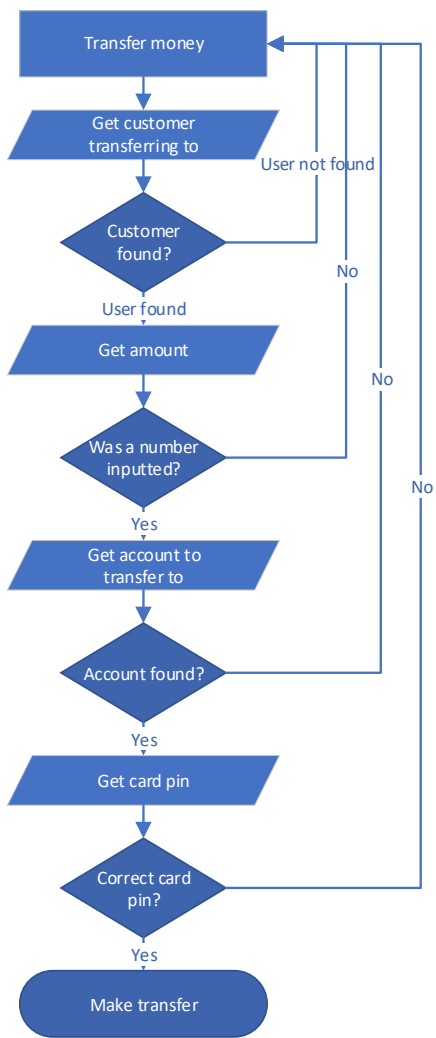 Transfer money
Get customer
transferring to
User not found
Customer
found?
No
User found
Get amount
No
Was a number
inputted?
No
Yes
Get account to
transfer to
Account found?
Yes
Get card pin
Correct card
pin?
Yes
Make transfer